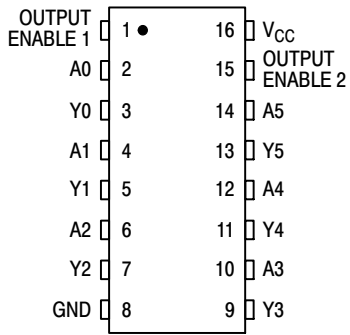 OUTPUT
ENABLE 1 1 16 VCC
A0 2 15 OUTPUT
ENABLE 2
Y0 3 14 A5
A1 4 13 Y5
Y1 5 12 A4
A2 6 11 Y4
Y2 7 10 A3
GND 8 9 Y3